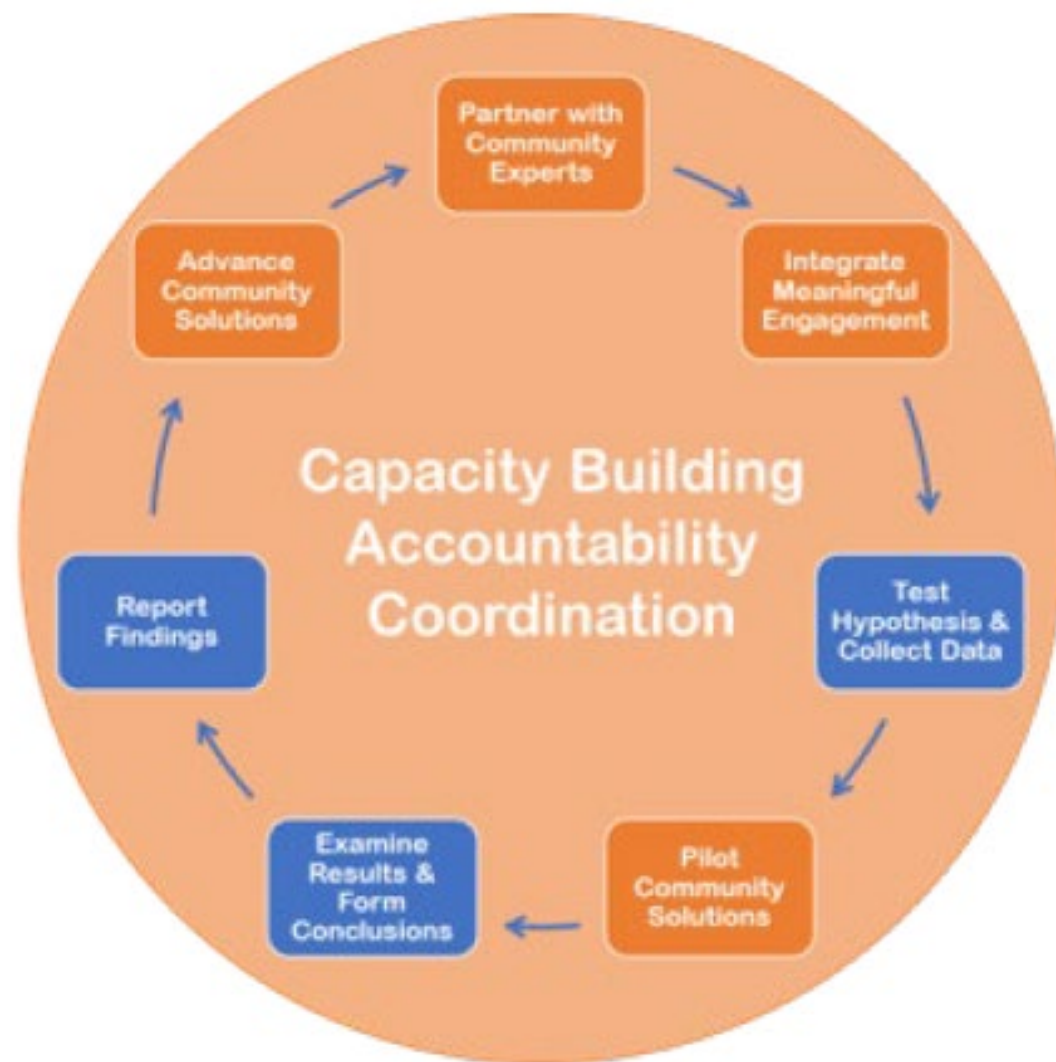 Partner with
Community
Experts
Integrate
Meaningful
Engagement
Test
Hypothesis &
Collect Data
Pilot
Community
Solutions
Examine
Results &
Form
Conclusions
Report
Findings
Advance
Community
Solutions
Capacity Building
Accountability
Coordination